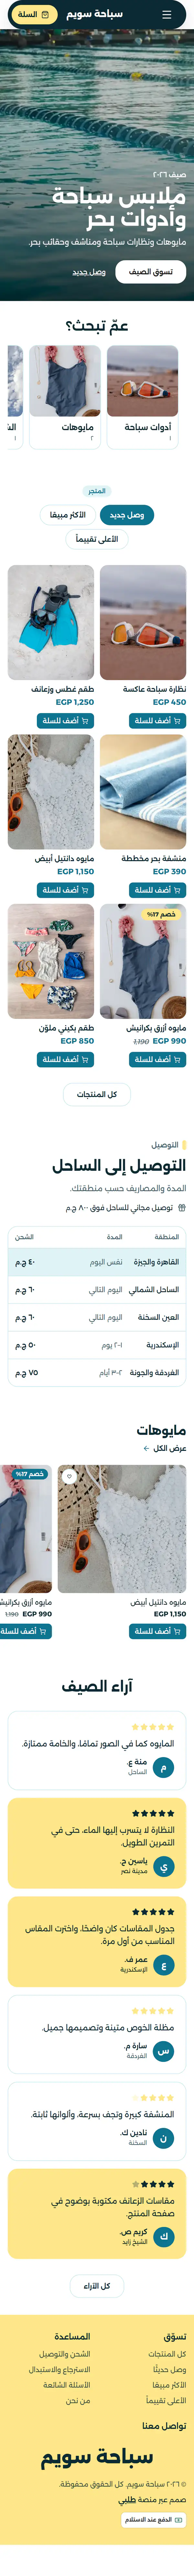 سباحة سويم
السلة
صيف ٢٠٢٦
ملابس سباحة
وأدوات بحر
مايوهات ونظارات سباحة ومناشف وحقائب بحر.
تسوق الصيف
وصل جديد
عمّ تبحث؟
أدوات سباحة
١
مايوهات
٢
١
المتجر
وصل جديد
الأكثر مبيعًا
الأعلى تقييمًا
نظارة سباحة عاكسة
EGP 450
أضف للسلة
طقم غطس وزعانف
EGP 1,250
أضف للسلة
منشفة بحر مخططة
EGP 390
أضف للسلة
مايوه دانتيل أبيض
EGP 1,150
أضف للسلة
خصم 17%
مايوه أزرق بكرانيش
EGP 990 1,190
أضف للسلة
طقم بكيني ملوّن
EGP 850
أضف للسلة
كل المنتجات
التوصيل
التوصيل إلى الساحل
المدة والمصاريف حسب منطقتك.
توصيل مجاني للساحل فوق ٨٠٠ ج.م
المنطقة المدة الشحن
القاهرة والجيزة نفس اليوم ٤٠ ج.م
الساحل الشمالي اليوم التالي ٦٠ ج.م
العين السخنة اليوم التالي ٦٠ ج.م
الإسكندرية ١-٢ يوم ٥٠ ج.م
الغردقة والجونة ٢-٣ أيام ٧٥ ج.م
مايوهات
عرض الكل
مايوه دانتيل أبيض
EGP 1,150
أضف للسلة
خصم 17%
مايوه أزرق بكرانيش
EGP 990 1,190
أضف للسلة
آراء الصيف
المايوه كما في الصور تمامًا، والخامة ممتازة.
م
منة ع.
الساحل
النظارة لا يتسرب إليها الماء، حتى في
التمرين الطويل.
ي
ياسين ح.
مدينة نصر
جدول المقاسات كان واضحًا، واخترت المقاس
المناسب من أول مرة.
ع
عمر ف.
الإسكندرية
مظلة الخوص متينة وتصميمها جميل.
س
سارة م.
الغردقة
المنشفة كبيرة وتجف بسرعة، وألوانها ثابتة.
ن
نادين ك.
السخنة
مقاسات الزعانف مكتوبة بوضوح في
صفحة المنتج.
ك
كريم ص.
الشيخ زايد
كل الآراء
تسوّق
كل المنتجات
وصل حديثًا
الأكثر مبيعًا
الأعلى تقييماً
المساعدة
الشحن والتوصيل
الاسترجاع والاستبدال
الأسئلة الشائعة
من نحن
تواصل معنا
سباحة سويم
© ٢٠٢٦ سباحة سويم. كل الحقوق محفوظة.
صمم عبر منصة طلبي
الدفع عند الاستلام